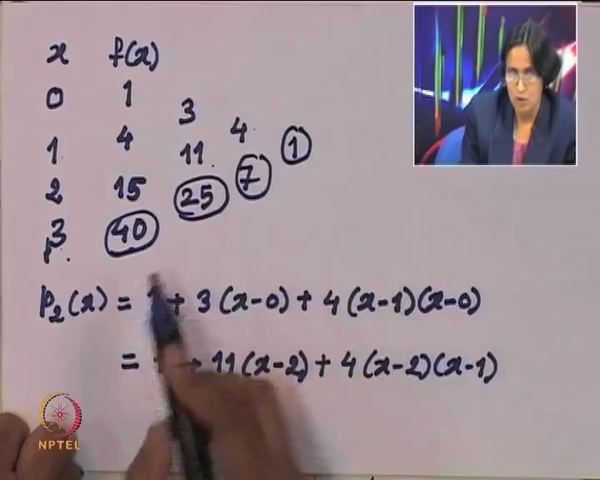 x f(x)
0 1
3
1 4 4
11 1
2 15 7
25
3 40
P₂(x) = 1 + 3(x-0) + 4(x-1)(x-0)
= 11(x-2) + 4(x-2)(x-1)
NPTEL